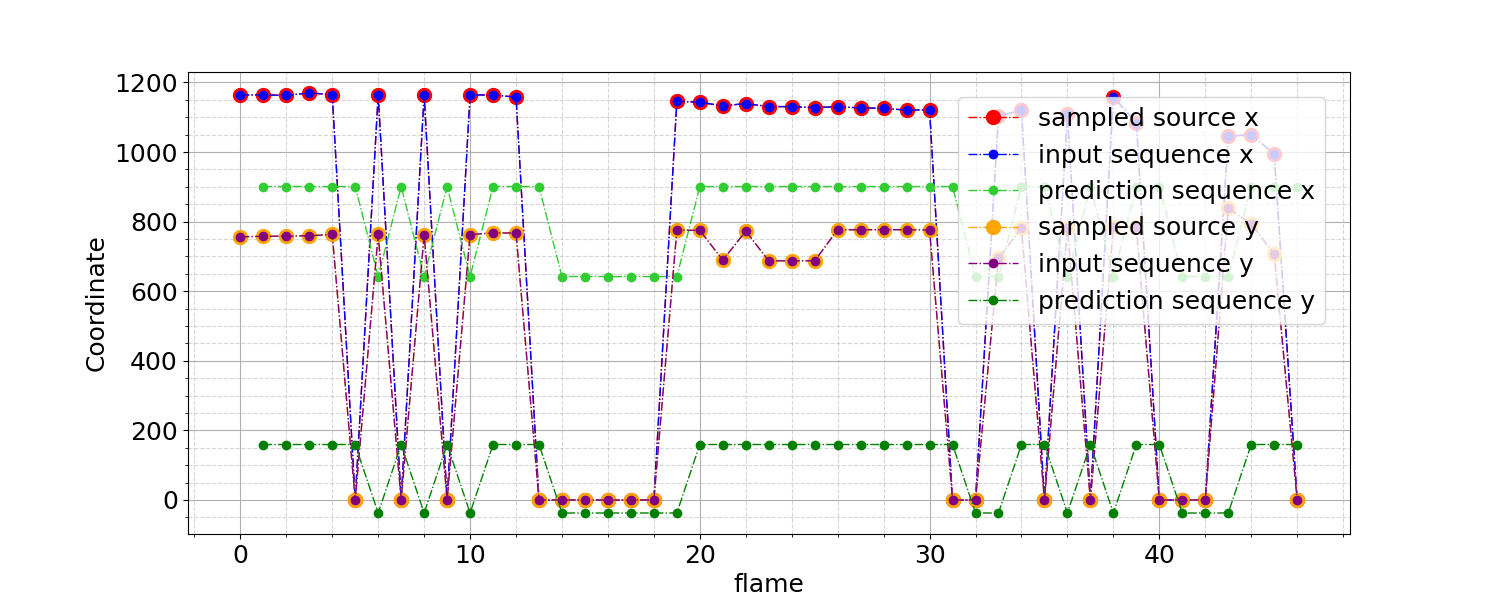 1200
1000
800
600
400
200
0
Coordinate
sampled source x
input sequence x
prediction sequence x
sampled source y
input sequence y
prediction sequence y
0 10 20 30 40
flame